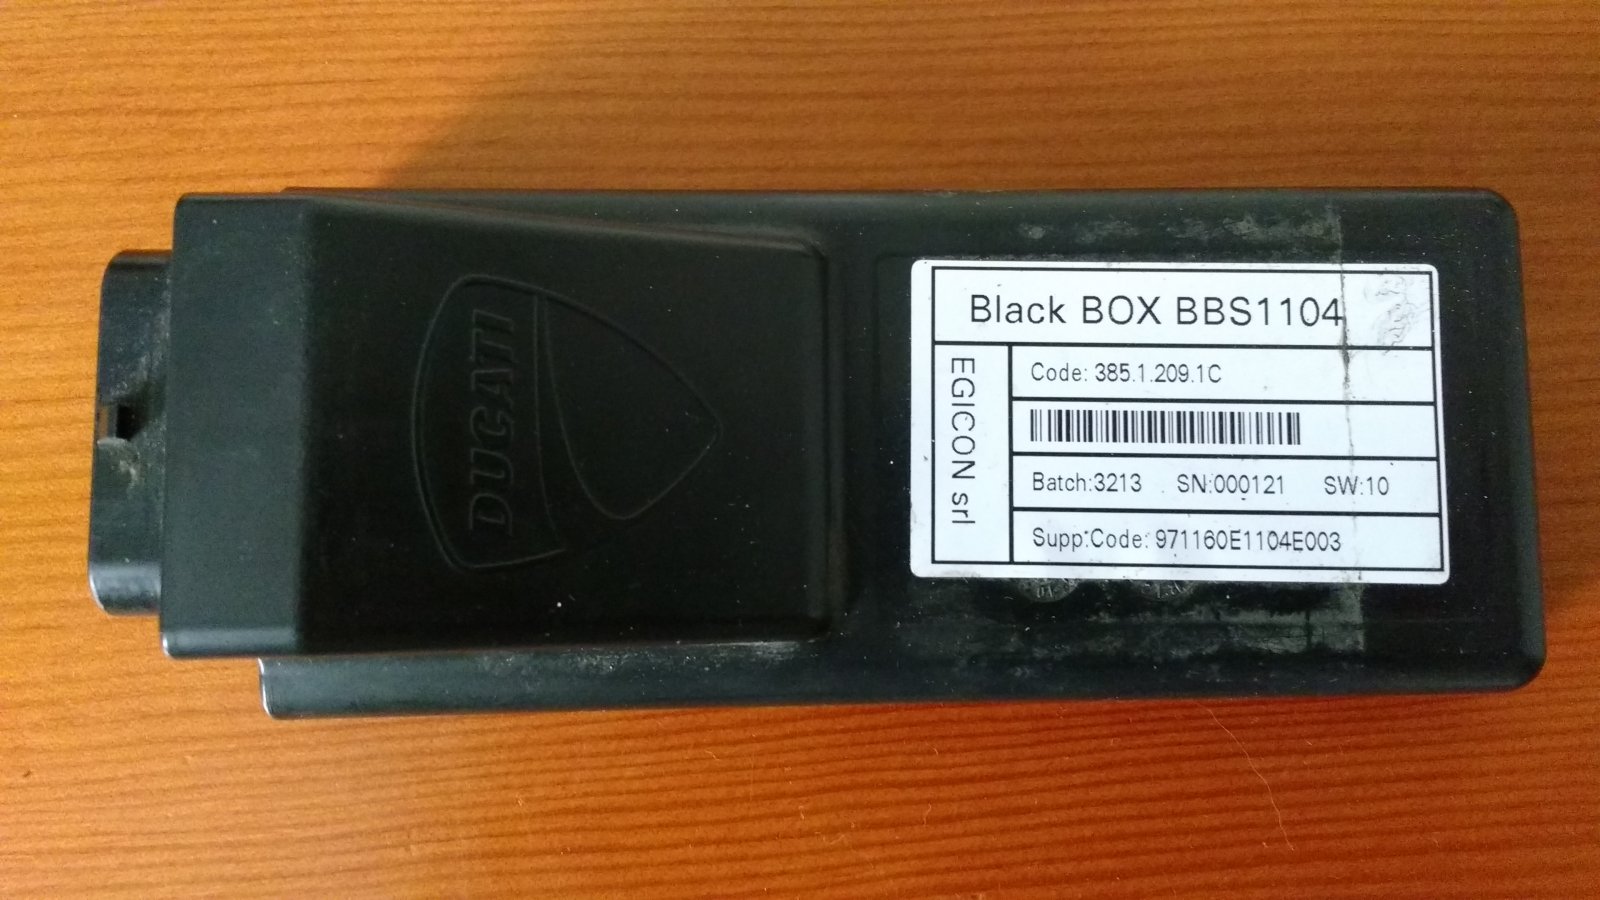 DUCATI
Black BOX BBS1104
EGICON srl
Code: 385.1.209.1C
Batch:3213 SN:000121 SW:10
Supp.Code: 971160E1104E003